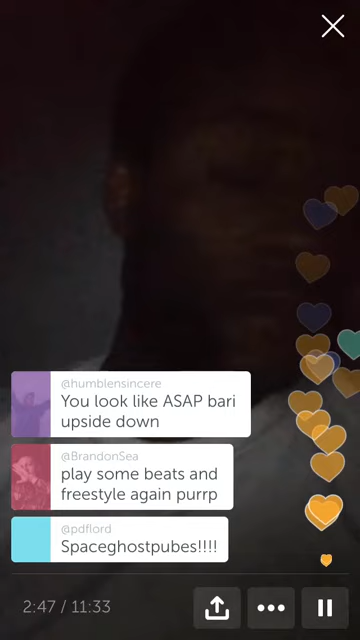 @humblensincere
You look like ASAP bari
upside down
@BrandonSea
play some beats and
freestyle again purrp
@pdflord
Spaceghostpubes!!!!
2:47 / 11:33